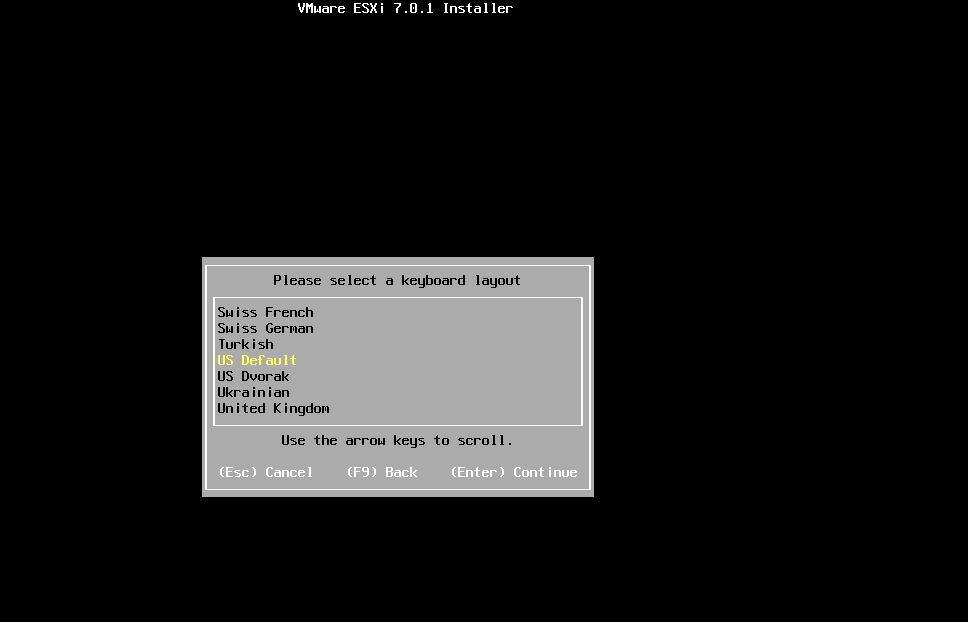 VMware ESXi 7.0.1 Installer
Please select a keyboard layout
Swiss French
Swiss German
Turkish
US Default
US Dvorak
Ukrainian
United Kingdom
Use the arrow keys to scroll.
(Esc) Cancel (F9) Back (Enter) Continue